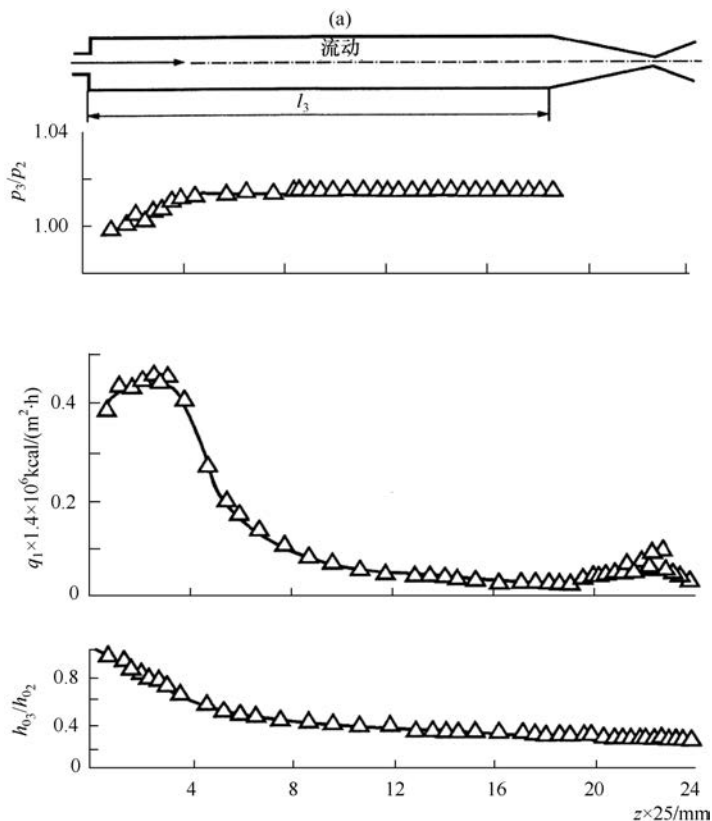 (a)
流动
l₃
1.04
1.00
p₃/p₂
0.4
0.2
0
q₁×1.4×10⁶kcal/(m²·h)
0.8
0.4
0
h₀₃/h₀₂
4 8 12 16 20 24
z×25/mm